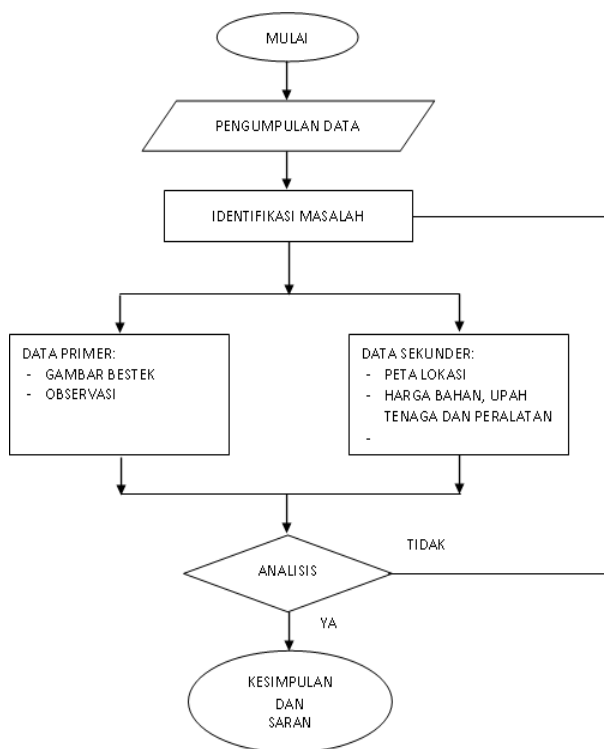 MULAI
PENGUMPULAN DATA
IDENTIFIKASI MASALAH
DATA PRIMER:
- GAMBAR BESTEK
- OBSERVASI
DATA SEKUNDER:
- PETA LOKASI
- HARGA BAHAN, UPAH
TENAGA DAN PERALATAN
-
ANALISIS
TIDAK
YA
KESIMPULAN
DAN
SARAN